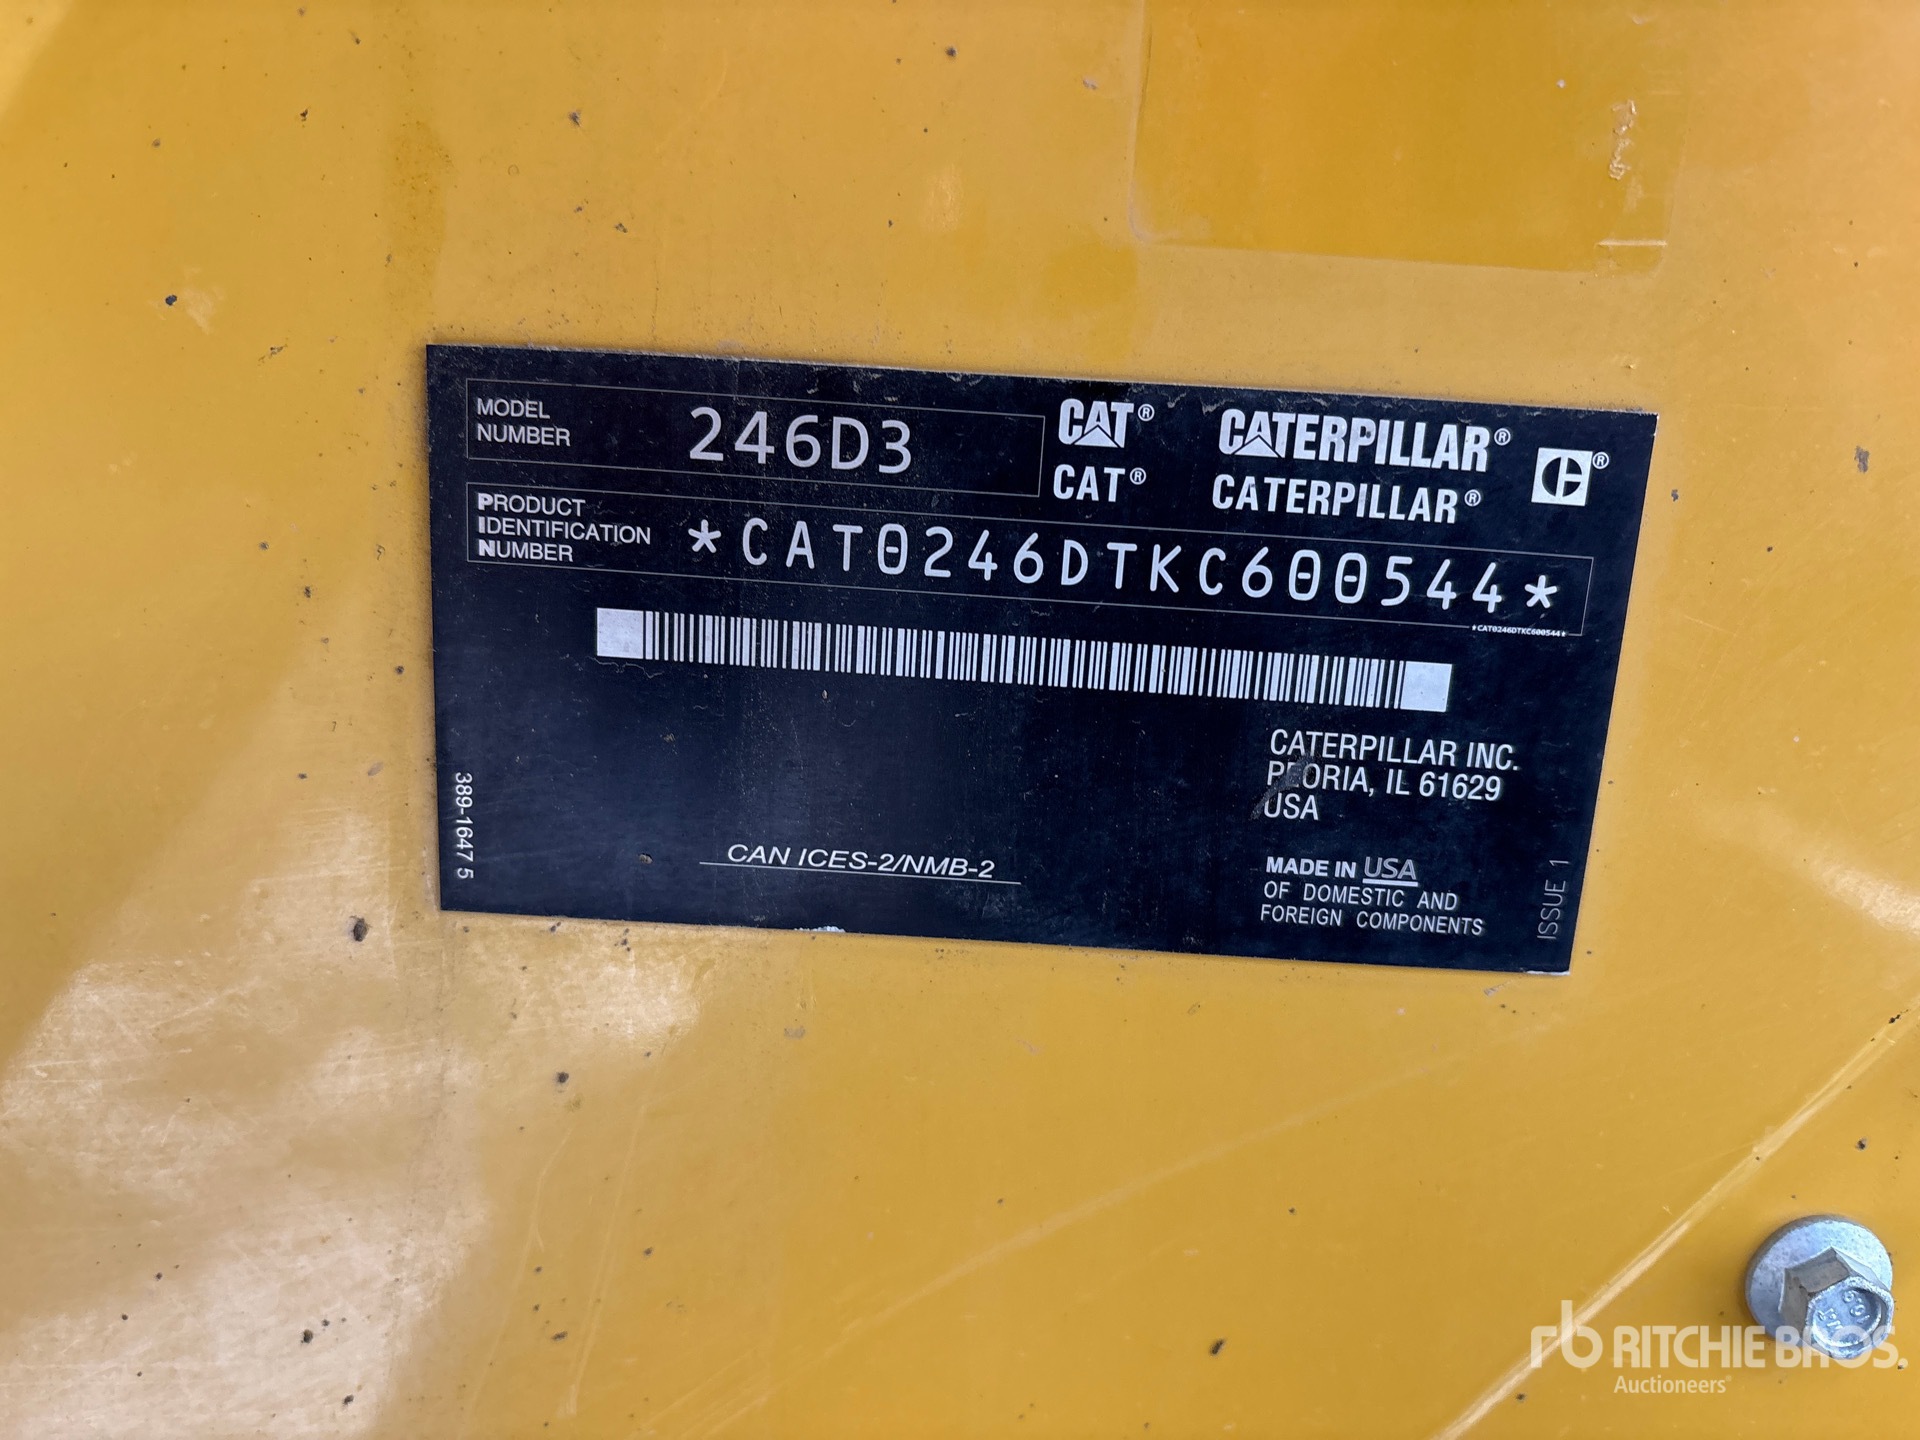 MODEL
NUMBER
246D3
CAT®
CATERPILLAR®
CE®
CAT®
CATERPILLAR®
PRODUCT
IDENTIFICATION
NUMBER
*CAT0246DTKC600544*
*CAT0246DTKC600544*
CATERPILLAR INC.
PEORIA, IL 61629
USA
CAN ICES-2/NMB-2
MADE IN USA
OF DOMESTIC AND
FOREIGN COMPONENTS
389-1647 5
ISSUE 1
rb RITCHIE BROS.
Auctioneers